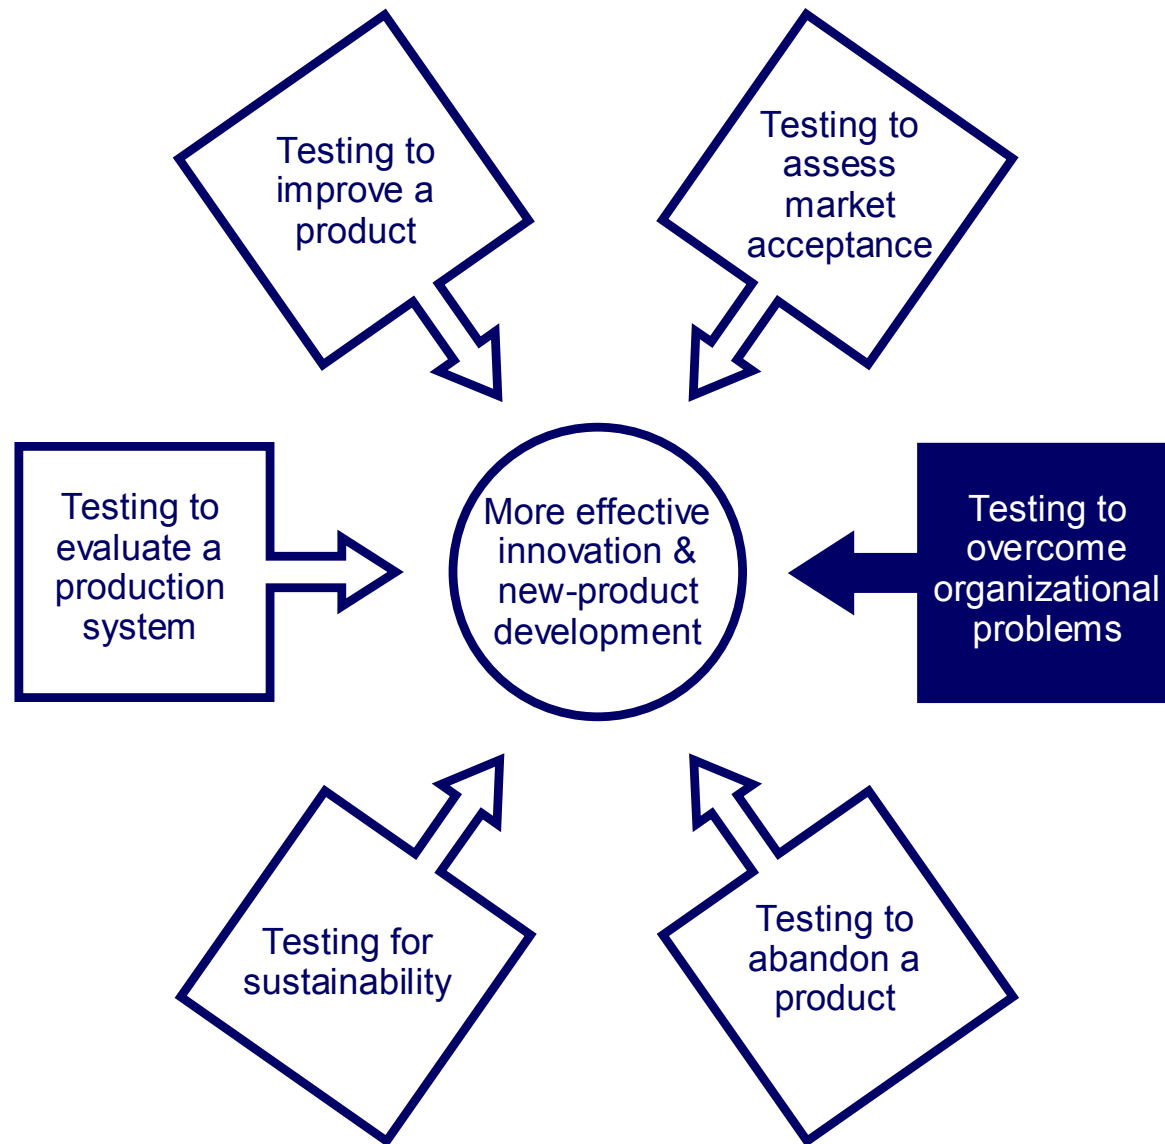 Testing to
improve a
product
Testing to
assess
market
acceptance
Testing to
evaluate a
production
system
More effective
innovation &
new-product
development
Testing to
overcome
organizational
problems
Testing for
sustainability
Testing to
abandon a
product